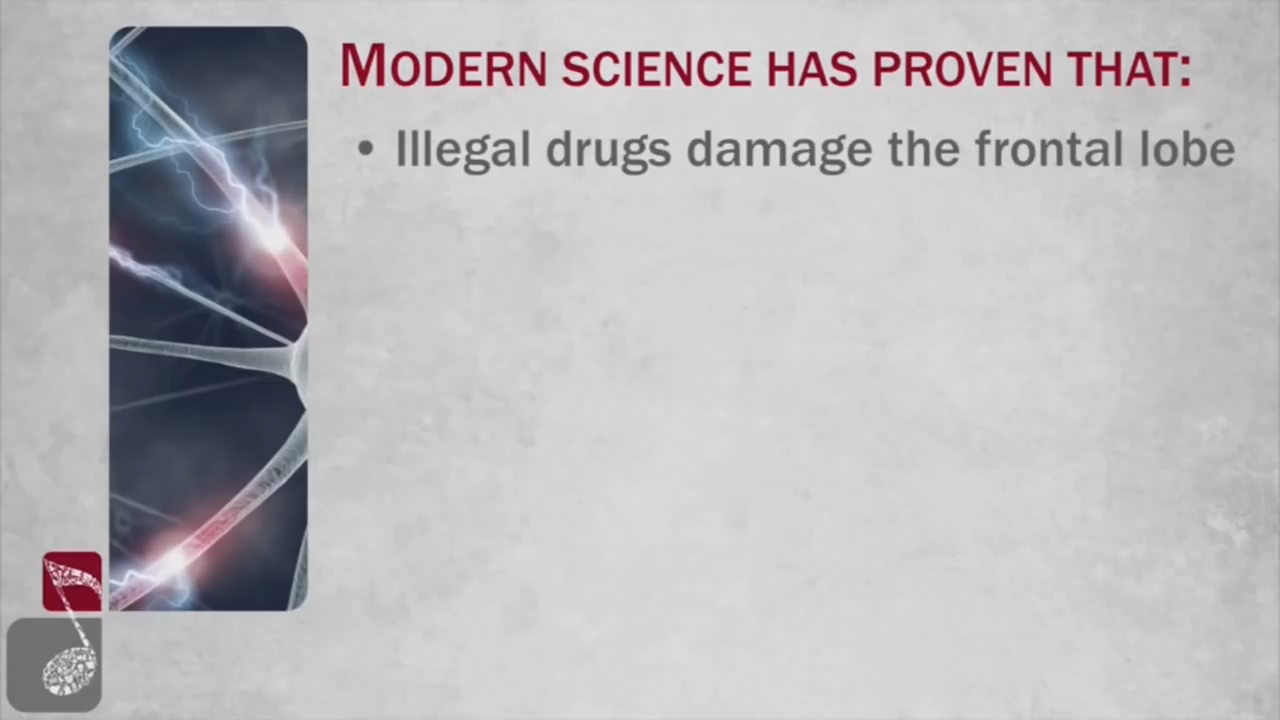 MODERN SCIENCE HAS PROVEN THAT:
• Illegal drugs damage the frontal lobe